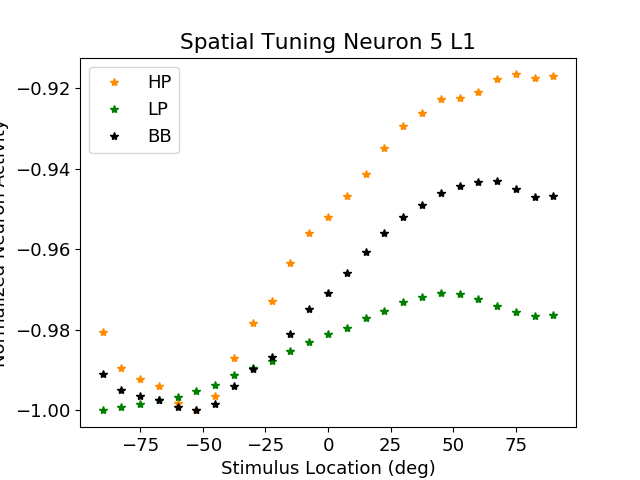 Spatial Tuning Neuron 5 L1
HP
LP
BB
Normalized Neuron Activity
−0.92
−0.94
−0.96
−0.98
−1.00
−75
−50
−25
0
25
50
75
Stimulus Location (deg)